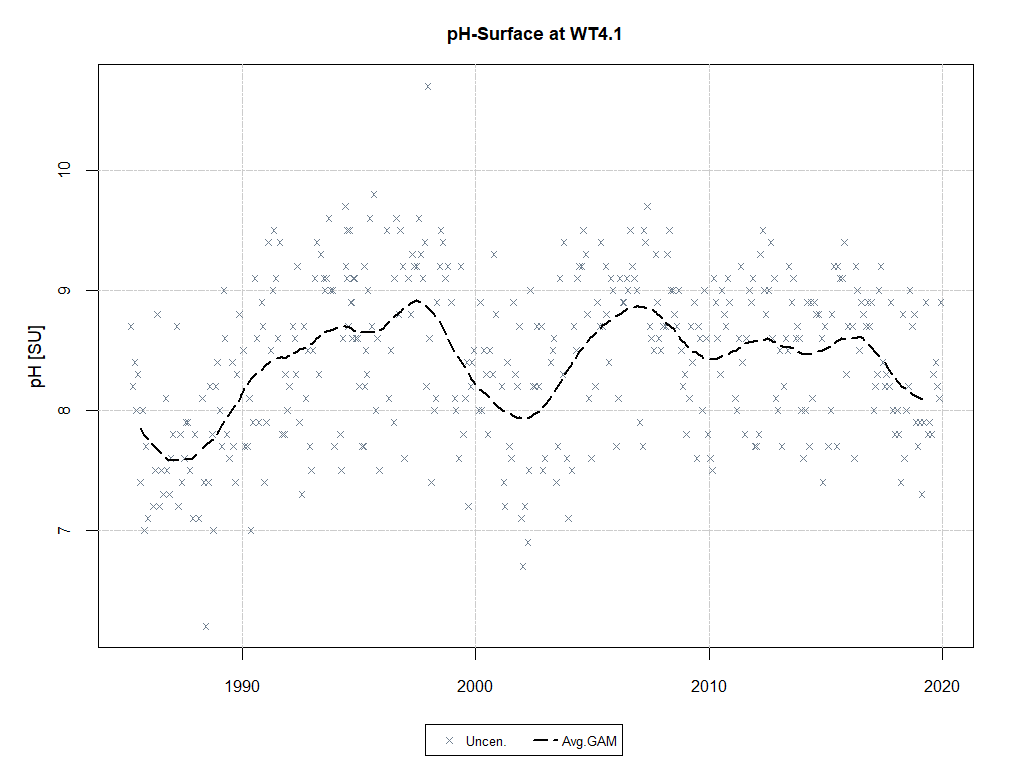 pH-Surface at WT4.1
pH [SU]
10
9
8
7
1990 2000 2010 2020
Uncen. Avg.GAM